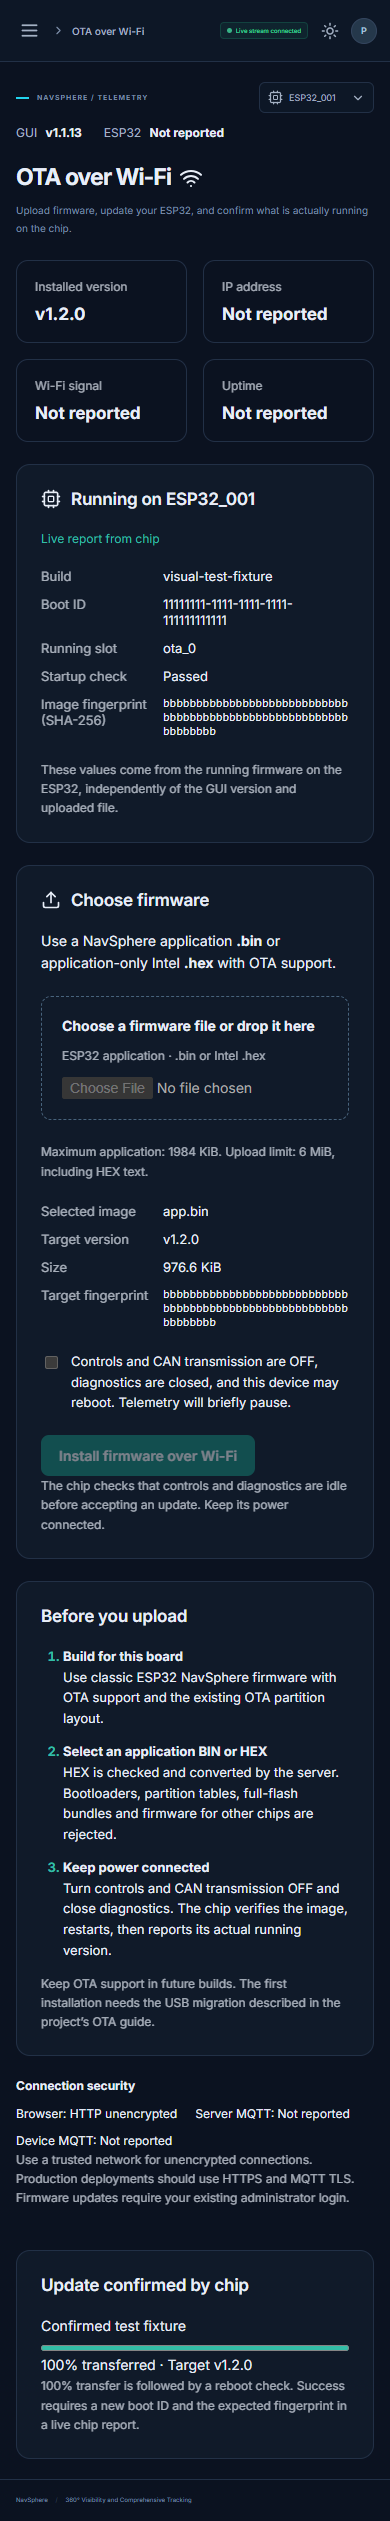 OTA over Wi-Fi
Live stream connected
P
NAVSPHERE / TELEMETRY
ESP32_001
GUI v1.1.13 ESP32 Not reported
OTA over Wi-Fi
Upload firmware, update your ESP32, and confirm what is actually running
on the chip.
Installed version
v1.2.0
IP address
Not reported
Wi-Fi signal
Not reported
Uptime
Not reported
Running on ESP32_001
Live report from chip
Build visual-test-fixture
Boot ID 11111111-1111-1111-1111-
111111111111
Running slot ota_0
Startup check Passed
Image fingerprint bbbbbbbbbbbbbbbbbbbbbbbbbbbb
(SHA-256) bbbbbbbbbbbbbbbbbbbbbbbbbbbb
bbbbbbbb
These values come from the running firmware on the
ESP32, independently of the GUI version and
uploaded file.
Choose firmware
Use a NavSphere application .bin or
application-only Intel .hex with OTA support.
Choose a firmware file or drop it here
ESP32 application · .bin or Intel .hex
Choose File No file chosen
Maximum application: 1984 KiB. Upload limit: 6 MiB,
including HEX text.
Selected image app.bin
Target version v1.2.0
Size 976.6 KiB
Target fingerprint bbbbbbbbbbbbbbbbbbbbbbbbbbbb
bbbbbbbbbbbbbbbbbbbbbbbbbbbb
bbbbbbbb
Controls and CAN transmission are OFF,
diagnostics are closed, and this device may
reboot. Telemetry will briefly pause.
Install firmware over Wi-Fi
The chip checks that controls and diagnostics are idle
before accepting an update. Keep its power
connected.
Before you upload
1. Build for this board
Use classic ESP32 NavSphere firmware with
OTA support and the existing OTA partition
layout.
2. Select an application BIN or HEX
HEX is checked and converted by the server.
Bootloaders, partition tables, full-flash
bundles and firmware for other chips are
rejected.
3. Keep power connected
Turn controls and CAN transmission OFF and
close diagnostics. The chip verifies the image,
restarts, then reports its actual running
version.
Keep OTA support in future builds. The first
installation needs the USB migration described in the
project's OTA guide.
Connection security
Browser: HTTP unencrypted Server MQTT: Not reported
Device MQTT: Not reported
Use a trusted network for unencrypted connections.
Production deployments should use HTTPS and MQTT TLS.
Firmware updates require your existing administrator login.
Update confirmed by chip
Confirmed test fixture
100% transferred · Target v1.2.0
100% transfer is followed by a reboot check. Success
requires a new boot ID and the expected fingerprint in
a live chip report.
NavSphere | 360° Visibility and Comprehensive Tracking